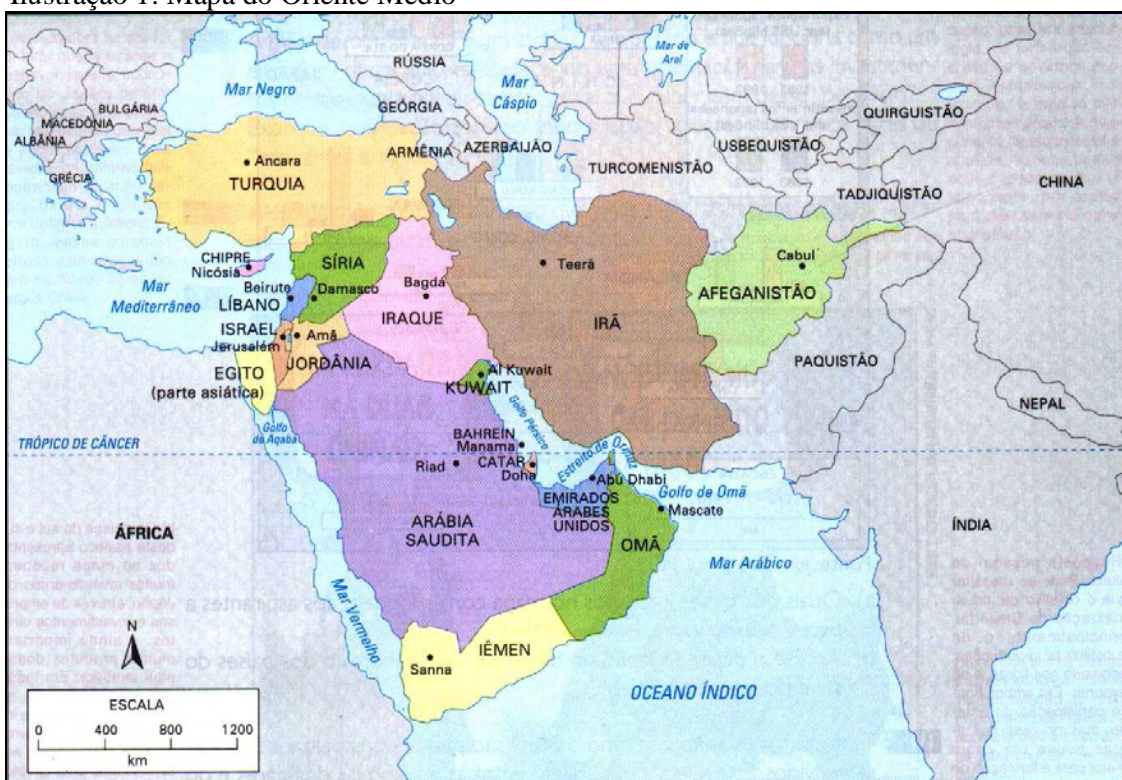 Ilustração 1: Mapa do Oriente Médio
Mar Negro
RÚSSIA
Mar
Cáspio
Mar de
Aral
BULGÁRIA
MACEDÔNIA
ALBÂNIA
GRÉCIA
GEÓRGIA
ARMÊNIA
AZERBAIJÃO
TURCOMENISTÃO
USBEQUISTÃO
QUIRGUISTÃO
TADJIQUISTÃO
CHINA
Ancara
TURQUIA
CHIPRE
Nicósia
Mar
Mediterrâneo
SÍRIA
Beirute
Damasco
LÍBANO
ISRAEL
Jerusalém
Amã
JORDÂNIA
EGITO
(parte asiática)
Golfo
de Aqaba
Bagdá
IRAQUE
Teerã
IRÃ
Cabul
AFEGANISTÃO
PAQUISTÃO
NEPAL
Al Kuwait
KUWAIT
Golfo Pérsico
TRÓPICO DE CÂNCER
BAHREIN
Manama
Riad
CATAR
Doha
Estreito de Ormuz
Abu Dhabi
EMIRADOS
ÁRABES
UNIDOS
Golfo de Omã
Mascate
OMÃ
ARÁBIA
SAUDITA
ÁFRICA
Mar Vermelho
Mar Arábico
ÍNDIA
IÊMEN
Sanna
OCEANO ÍNDICO
N
ESCALA
0 400 800 1200
km